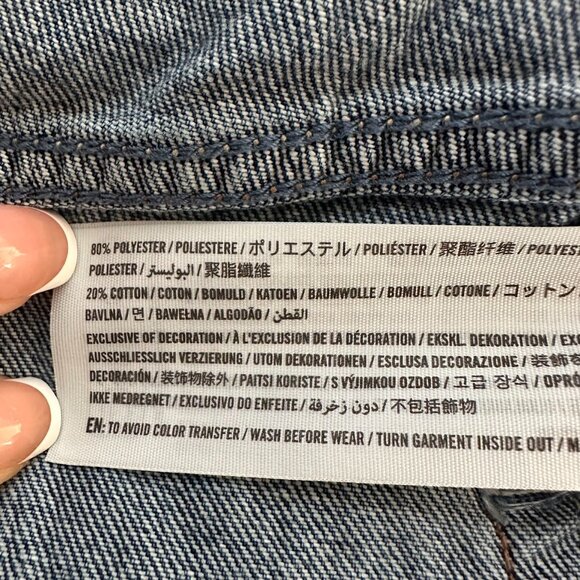 80% POLYESTER / POLIESTERE / ポリエステル / POLIÉSTER / 聚酯纤维 / POLYES
POLIESTER / البوليستر / 聚脂纖維
20% COTTON / COTON / BOMULD / KATOEN / BAUMWOLLE / BOMULL / COTONE / コットン
BAVLNA / 면 / BAWEŁNA / ALGODÃO / القطن
EXCLUSIVE OF DECORATION / À L'EXCLUSION DE LA DÉCORATION / EKSKL. DEKORATION / EXC
AUSSCHLIESSLICH VERZIERUNG / UTOM DEKORATIONEN / ESCLUSA DECORAZIONE / 装飾
DECORACIÓN / 装饰物除外 / PAITSI KORISTE / S VÝJIMKOU OZDOB / 고급 장식 / OPRÓ
IKKE MEDREGNET / EXCLUSIVO DO ENFEITE / دون زخرفة / 不包括飾物
EN: TO AVOID COLOR TRANSFER / WASH BEFORE WEAR / TURN GARMENT INSIDE OUT / MA